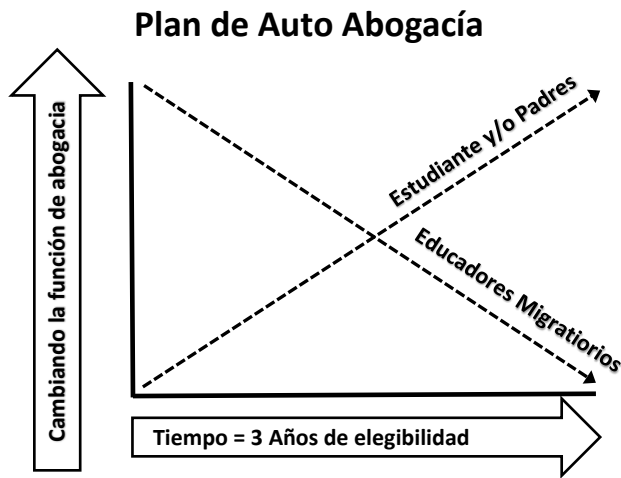 Plan de Auto Abogacía
Cambiando la función de abogacia
Estudiante y/o Padres
Educadores Migratiorios
Tiempo = 3 Años de elegibilidad